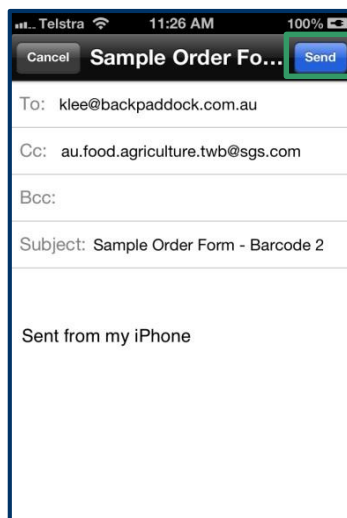 Telstra 11:26 AM 100%
Cancel Sample Order Fo... Send
To: klee@backpaddock.com.au
Cc: au.food.agriculture.twb@sgs.com
Bcc:
Subject: Sample Order Form - Barcode 2
Sent from my iPhone